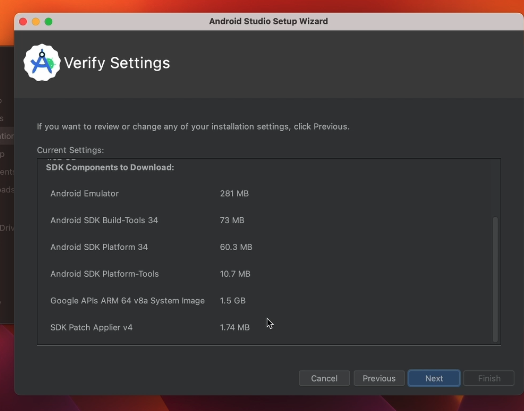 Android Studio Setup Wizard
Verify Settings
If you want to review or change any of your installation settings, click Previous.
Current Settings:
SDK Components to Download:
Android Emulator 281 MB
Android SDK Build-Tools 34 73 MB
Android SDK Platform 34 60.3 MB
Android SDK Platform-Tools 10.7 MB
Google APIs ARM 64 v8a System Image 1.5 GB
SDK Patch Applier v4 1.74 MB
Cancel Previous Next Finish